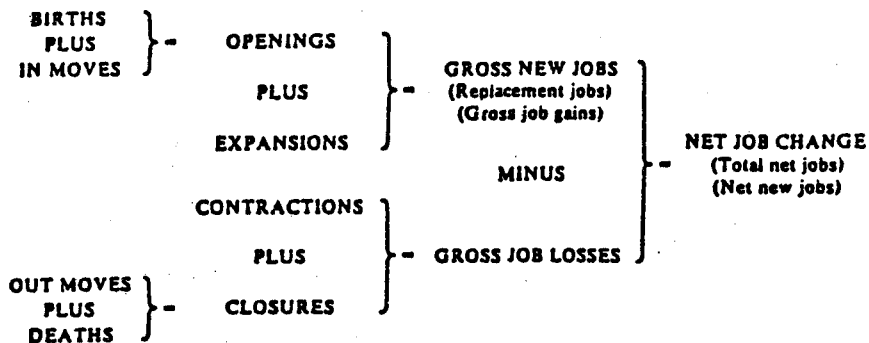 BIRTHS
PLUS
IN MOVES
} =
OPENINGS
PLUS
EXPANSIONS
} =
GROSS NEW JOBS
(Replacement jobs)
(Gross job gains)
MINUS
CONTRACTIONS
PLUS
CLOSURES
} =
GROSS JOB LOSSES
OUT MOVES
PLUS
DEATHS
} =
} =
NET JOB CHANGE
(Total net jobs)
(Net new jobs)